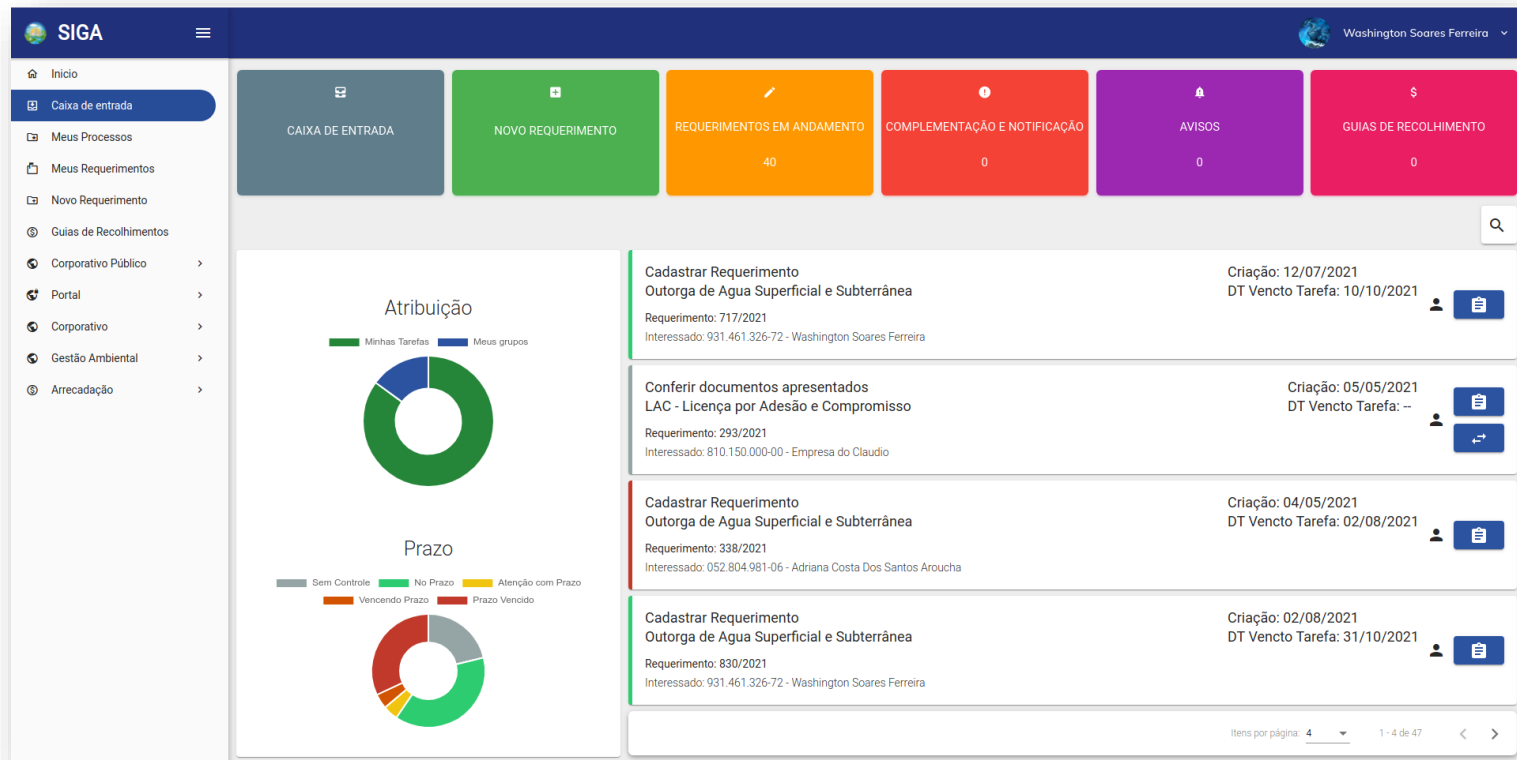 SIGA
Washington Soares Ferreira
Inicio
Caixa de entrada
Meus Processos
Meus Requerimentos
Novo Requerimento
Guias de Recolhimentos
Corporativo Público
Portal
Corporativo
Gestão Ambiental
Arrecadação
CAIXA DE ENTRADA
NOVO REQUERIMENTO
REQUERIMENTOS EM ANDAMENTO
40
COMPLEMENTAÇÃO E NOTIFICAÇÃO
0
AVISOS
0
GUIAS DE RECOLHIMENTO
0
Atribuição
Minhas Tarefas Meus grupos
Prazo
Sem Controle No Prazo Atenção com Prazo
Vencendo Prazo Prazo Vencido
Cadastrar Requerimento
Outorga de Agua Superficial e Subterrânea
Requerimento: 717/2021
Interessado: 931.461.326-72 - Washington Soares Ferreira
Criação: 12/07/2021
DT Vencto Tarefa: 10/10/2021
Conferir documentos apresentados
LAC - Licença por Adesão e Compromisso
Requerimento: 293/2021
Interessado: 810.150.000-00 - Empresa do Claudio
Criação: 05/05/2021
DT Vencto Tarefa: --
Cadastrar Requerimento
Outorga de Agua Superficial e Subterrânea
Requerimento: 338/2021
Interessado: 052.804.981-06 - Adriana Costa Dos Santos Aroucha
Criação: 04/05/2021
DT Vencto Tarefa: 02/08/2021
Cadastrar Requerimento
Outorga de Agua Superficial e Subterrânea
Requerimento: 830/2021
Interessado: 931.461.326-72 - Washington Soares Ferreira
Criação: 02/08/2021
DT Vencto Tarefa: 31/10/2021
Itens por página: 4
1 - 4 de 47